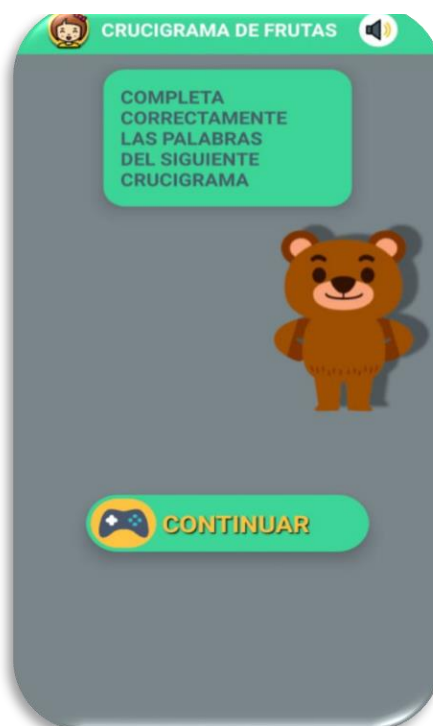 CRUCIGRAMA DE FRUTAS
COMPLETA
CORRECTAMENTE
LAS PALABRAS
DEL SIGUIENTE
CRUCIGRAMA
CONTINUAR